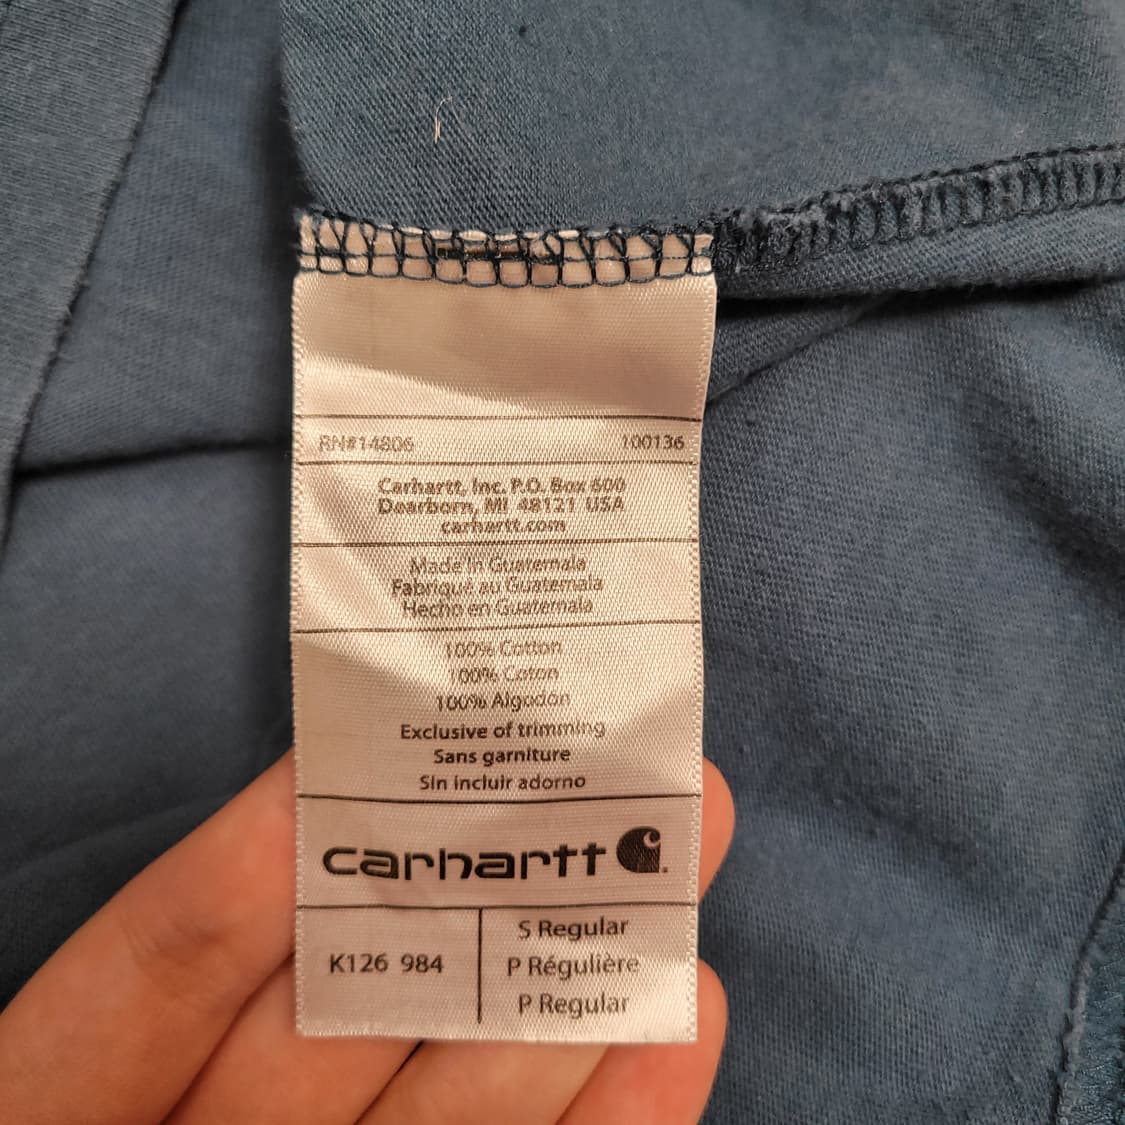 RN#14806 100136
Carhartt, Inc. P.O. Box 600
Dearborn, MI 48121 USA
carhartt.com
Made in Guatemala
Fabriqué au Guatemala
Hecho en Guatemala
100% Cotton
100% Coton
100% Algodón
Exclusive of trimming
Sans garniture
Sin incluir adorno
carhartt
K126 984
S Regular
P Régulière
P Regular